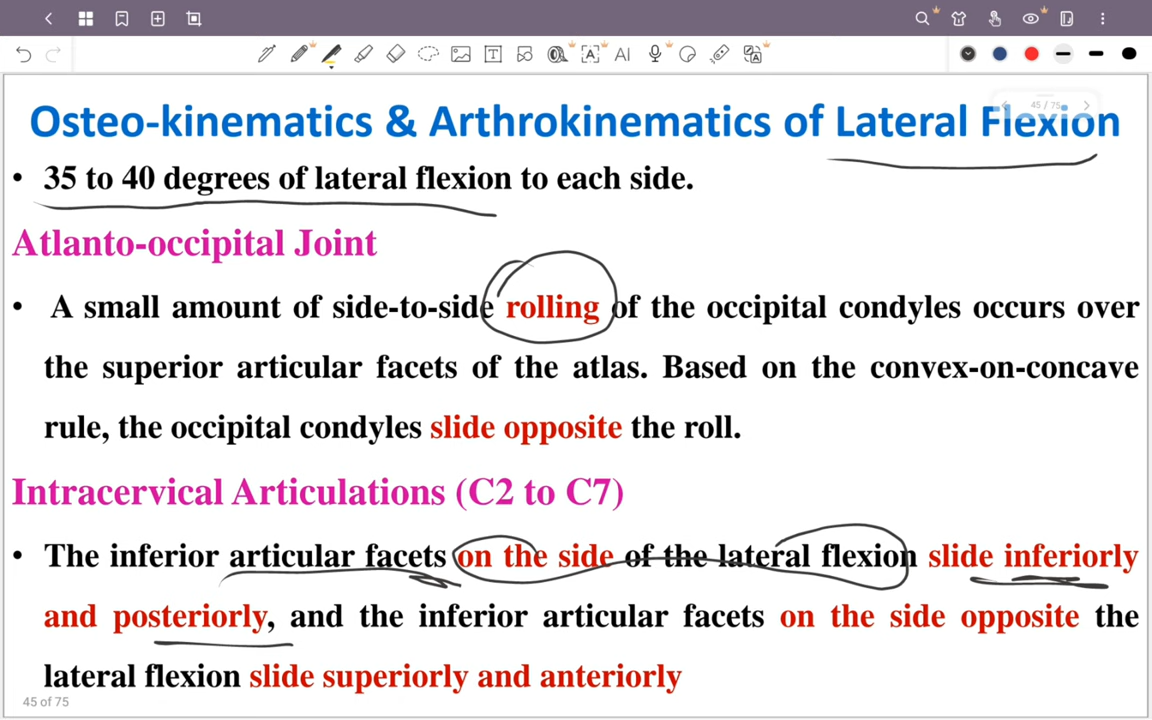 AI
Osteo-kinematics & Arthrokinematics of Lateral Flexion
45 / 75
• 35 to 40 degrees of lateral flexion to each side.
Atlanto-occipital Joint
• A small amount of side-to-side rolling of the occipital condyles occurs over
the superior articular facets of the atlas. Based on the convex-on-concave
rule, the occipital condyles slide opposite the roll.
Intracervical Articulations (C2 to C7)
• The inferior articular facets on the side of the lateral flexion slide inferiorly
and posteriorly, and the inferior articular facets on the side opposite the
lateral flexion slide superiorly and anteriorly
45 of 75